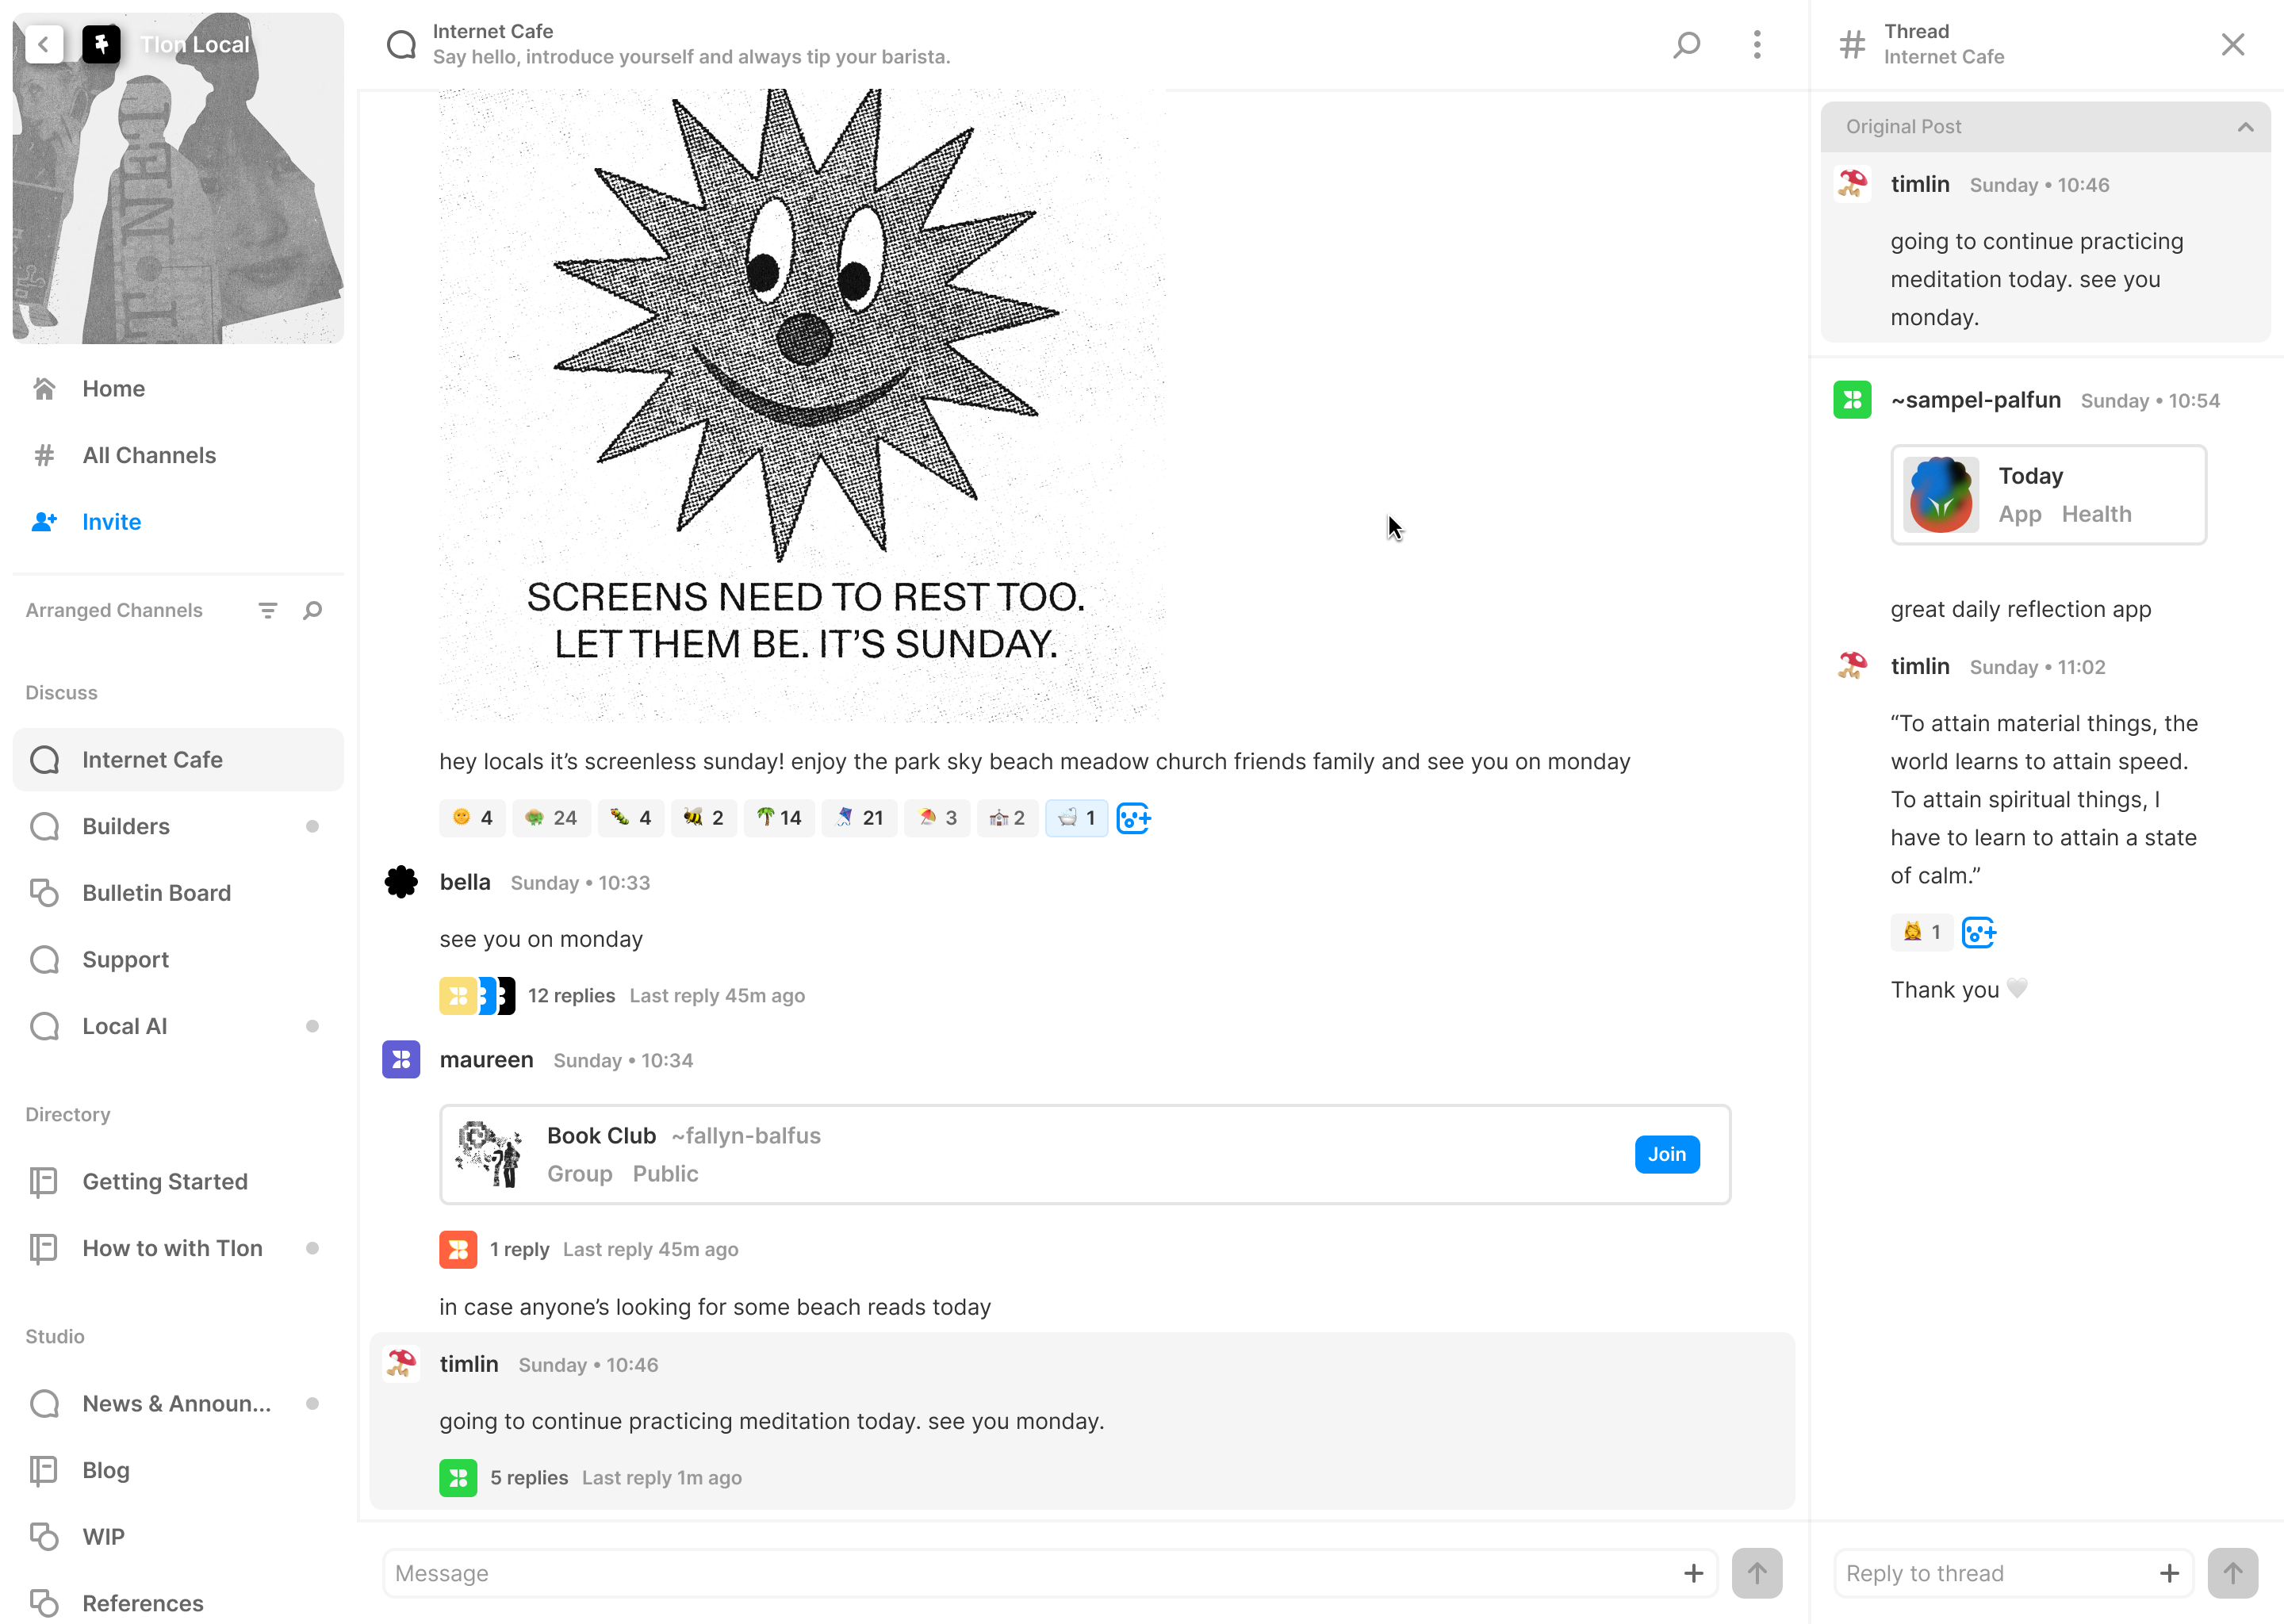 Tlon Local
Home
All Channels
Invite
Arranged Channels
Discuss
Internet Cafe
Builders
Bulletin Board
Support
Local AI
Directory
Getting Started
How to with Tlon
Studio
News & Announ...
Blog
WIP
References
Internet Cafe
Say hello, introduce yourself and always tip your barista.
SCREENS NEED TO REST TOO.
LET THEM BE. IT’S SUNDAY.
hey locals it’s screenless sunday! enjoy the park sky beach meadow church friends family and see you on monday
4 24 4 2 14 21 3 2 1
bella Sunday • 10:33
see you on monday
12 replies Last reply 45m ago
maureen Sunday • 10:34
Book Club ~fallyn-balfus
Group Public
Join
1 reply Last reply 45m ago
in case anyone’s looking for some beach reads today
timlin Sunday • 10:46
going to continue practicing meditation today. see you monday.
5 replies Last reply 1m ago
Message
Thread
Internet Cafe
Original Post
timlin Sunday • 10:46
going to continue practicing
meditation today. see you
monday.
~sampel-palfun Sunday • 10:54
Today
App Health
great daily reflection app
timlin Sunday • 11:02
“To attain material things, the
world learns to attain speed.
To attain spiritual things, I
have to learn to attain a state
of calm.”
1
Thank you 🤍
Reply to thread